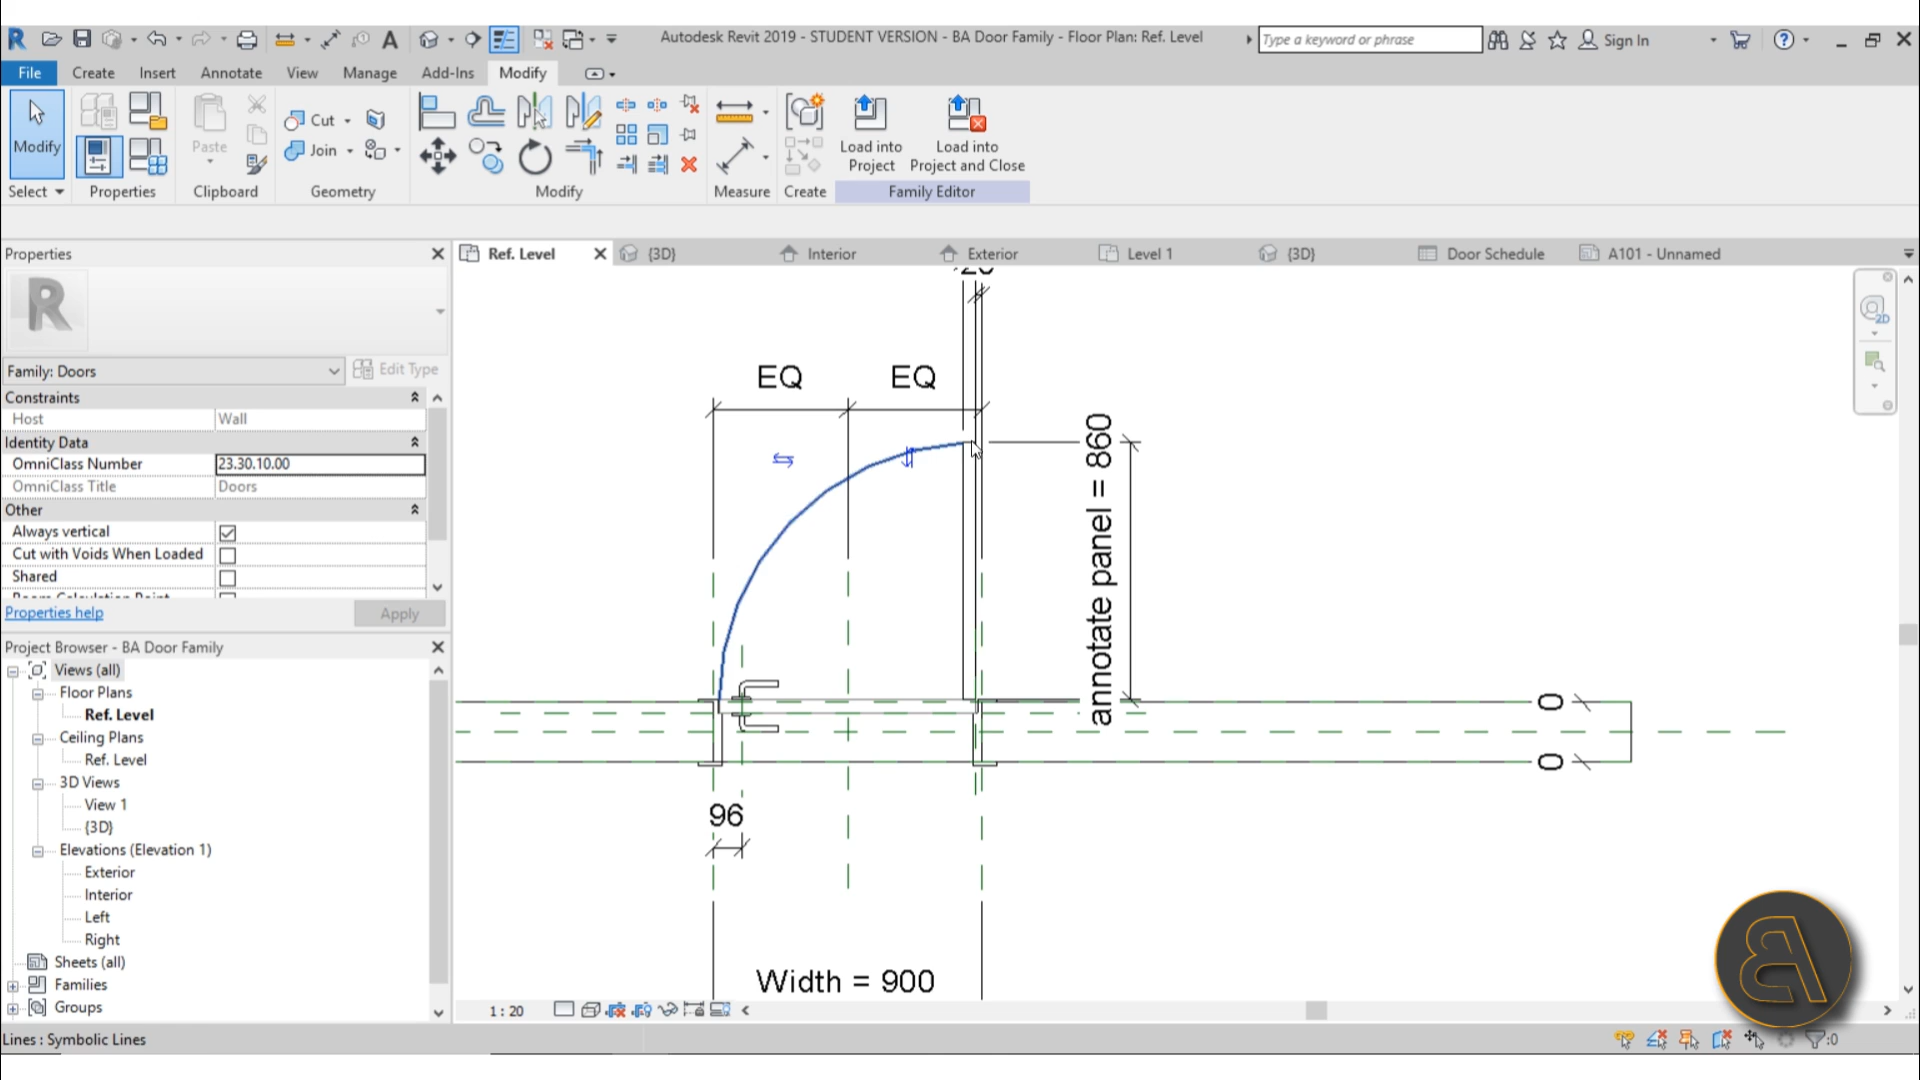 Autodesk Revit 2019 - STUDENT VERSION - BA Door Family - Floor Plan: Ref. Level
Type a keyword or phrase
Sign In
File Create Insert Annotate View Manage Add-Ins Modify
Modify
Paste
Cut
Join
Load into Project
Load into Project and Close
Select Properties Clipboard Geometry Modify Measure Create Family Editor
Properties
Ref. Level {3D} Interior Exterior Level 1 {3D} Door Schedule A101 - Unnamed
R
2D
Family: Doors Edit Type
Constraints
Host Wall
Identity Data
OmniClass Number 23.30.10.00
OmniClass Title Doors
Other
Always vertical
Cut with Voids When Loaded
Shared
Properties help Apply
Project Browser - BA Door Family
Views (all)
Floor Plans
Ref. Level
Ceiling Plans
Ref. Level
3D Views
View 1
{3D}
Elevations (Elevation 1)
Exterior
Interior
Left
Right
Sheets (all)
Families
Groups
EQ EQ
annotate panel = 860
0
0
96
Width = 900
1 : 20
Lines : Symbolic Lines
:0
BA